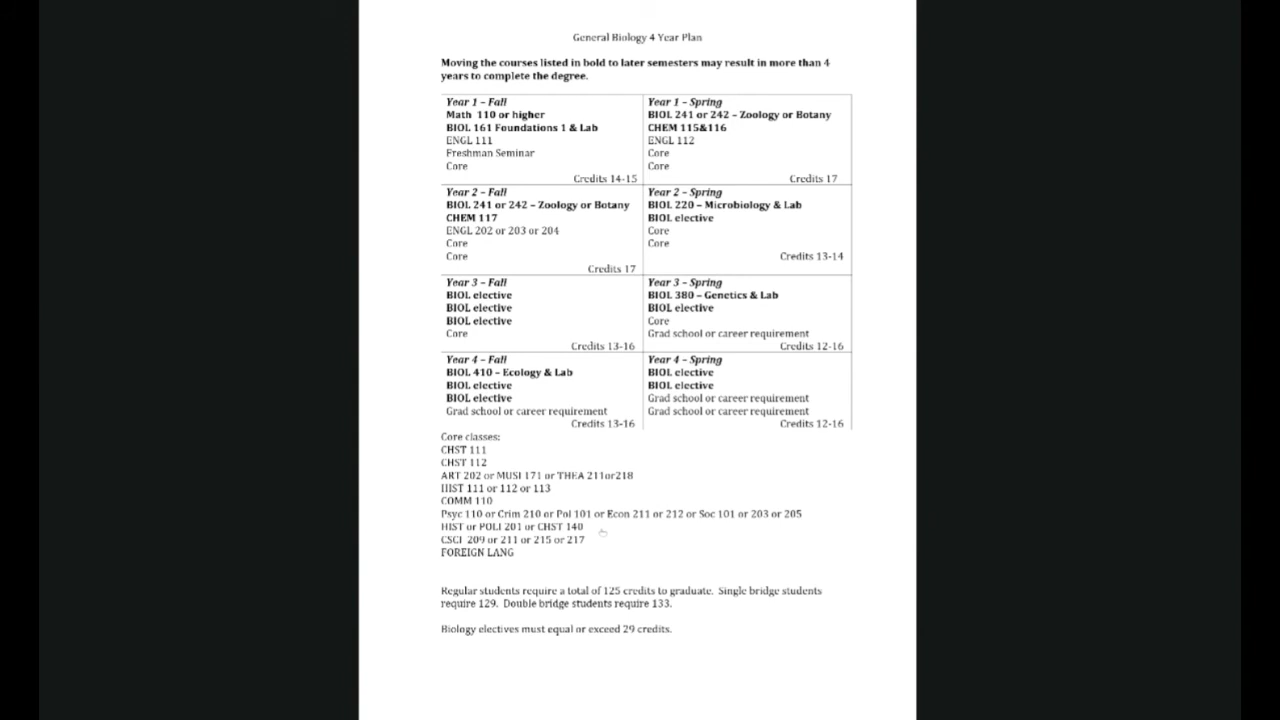 General Biology 4 Year Plan
Moving the courses listed in bold to later semesters may result in more than 4
years to complete the degree.
Year 1 – Fall
Math 110 or higher
BIOL 161 Foundations 1 & Lab
ENGL 111
Freshman Seminar
Core
Credits 14-15
Year 1 – Spring
BIOL 241 or 242 – Zoology or Botany
CHEM 115&116
ENGL 112
Core
Core
Credits 17
Year 2 – Fall
BIOL 241 or 242 – Zoology or Botany
CHEM 117
ENGL 202 or 203 or 204
Core
Core
Credits 17
Year 2 – Spring
BIOL 220 – Microbiology & Lab
BIOL elective
Core
Core
Credits 13-14
Year 3 – Fall
BIOL elective
BIOL elective
BIOL elective
Core
Credits 13-16
Year 3 – Spring
BIOL 380 – Genetics & Lab
BIOL elective
Core
Grad school or career requirement
Credits 12-16
Year 4 – Fall
BIOL 410 – Ecology & Lab
BIOL elective
BIOL elective
Grad school or career requirement
Credits 13-16
Year 4 – Spring
BIOL elective
BIOL elective
Grad school or career requirement
Grad school or career requirement
Credits 12-16
Core classes:
CHST 111
CHST 112
ART 202 or MUSI 171 or THEA 211or218
HIST 111 or 112 or 113
COMM 110
Psyc 110 or Crim 210 or Pol 101 or Econ 211 or 212 or Soc 101 or 203 or 205
HIST or POLI 201 or CHST 140
CSCI 209 or 211 or 215 or 217
FOREIGN LANG
Regular students require a total of 125 credits to graduate. Single bridge students
require 129. Double bridge students require 133.
Biology electives must equal or exceed 29 credits.